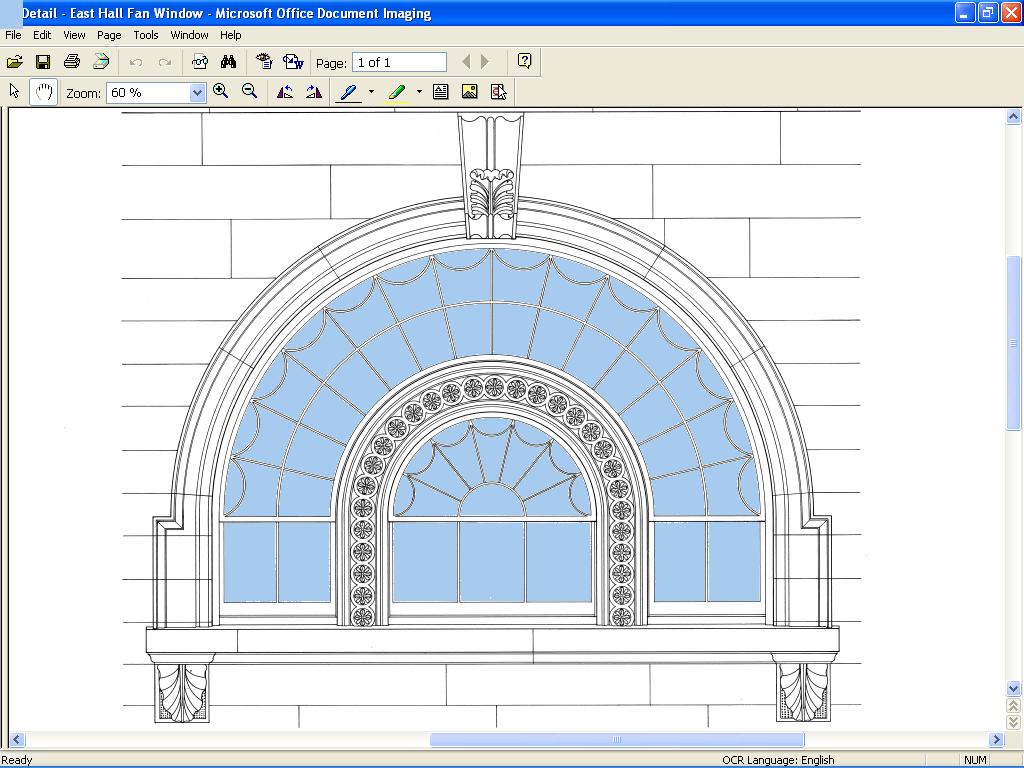 Detail - East Hall Fan Window - Microsoft Office Document Imaging
File Edit View Page Tools Window Help
Page: 1 of 1
Zoom: 60 %
Ready OCR Language: English NUM